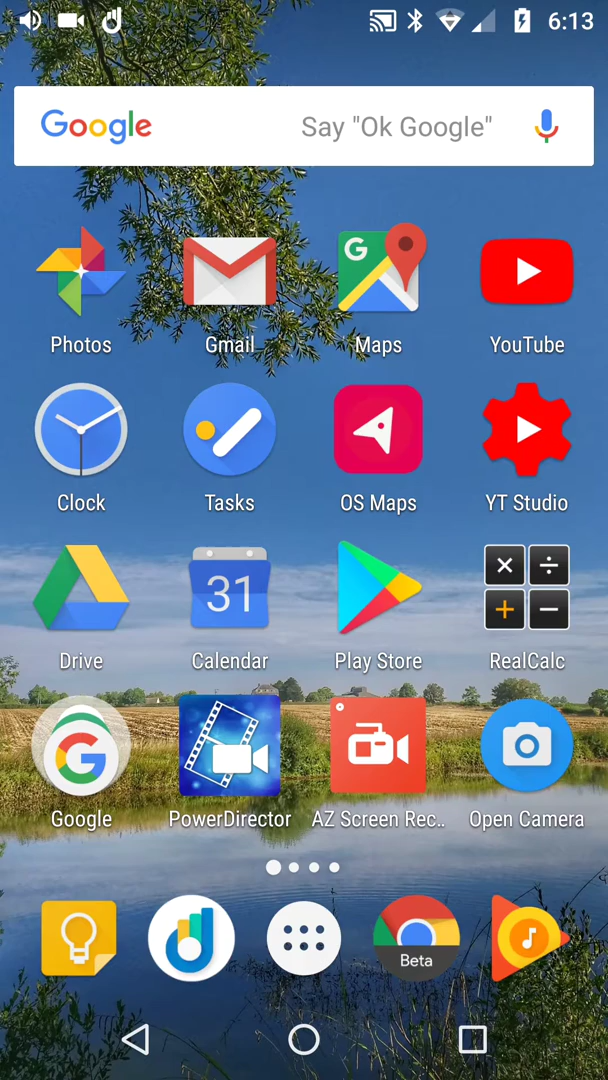 6:13
Google Say "Ok Google"
G
Photos Gmail Maps YouTube
Clock Tasks OS Maps YT Studio
31
× ÷
+ −
Drive Calendar Play Store RealCalc
G
Google PowerDirector AZ Screen Rec.. Open Camera
Beta